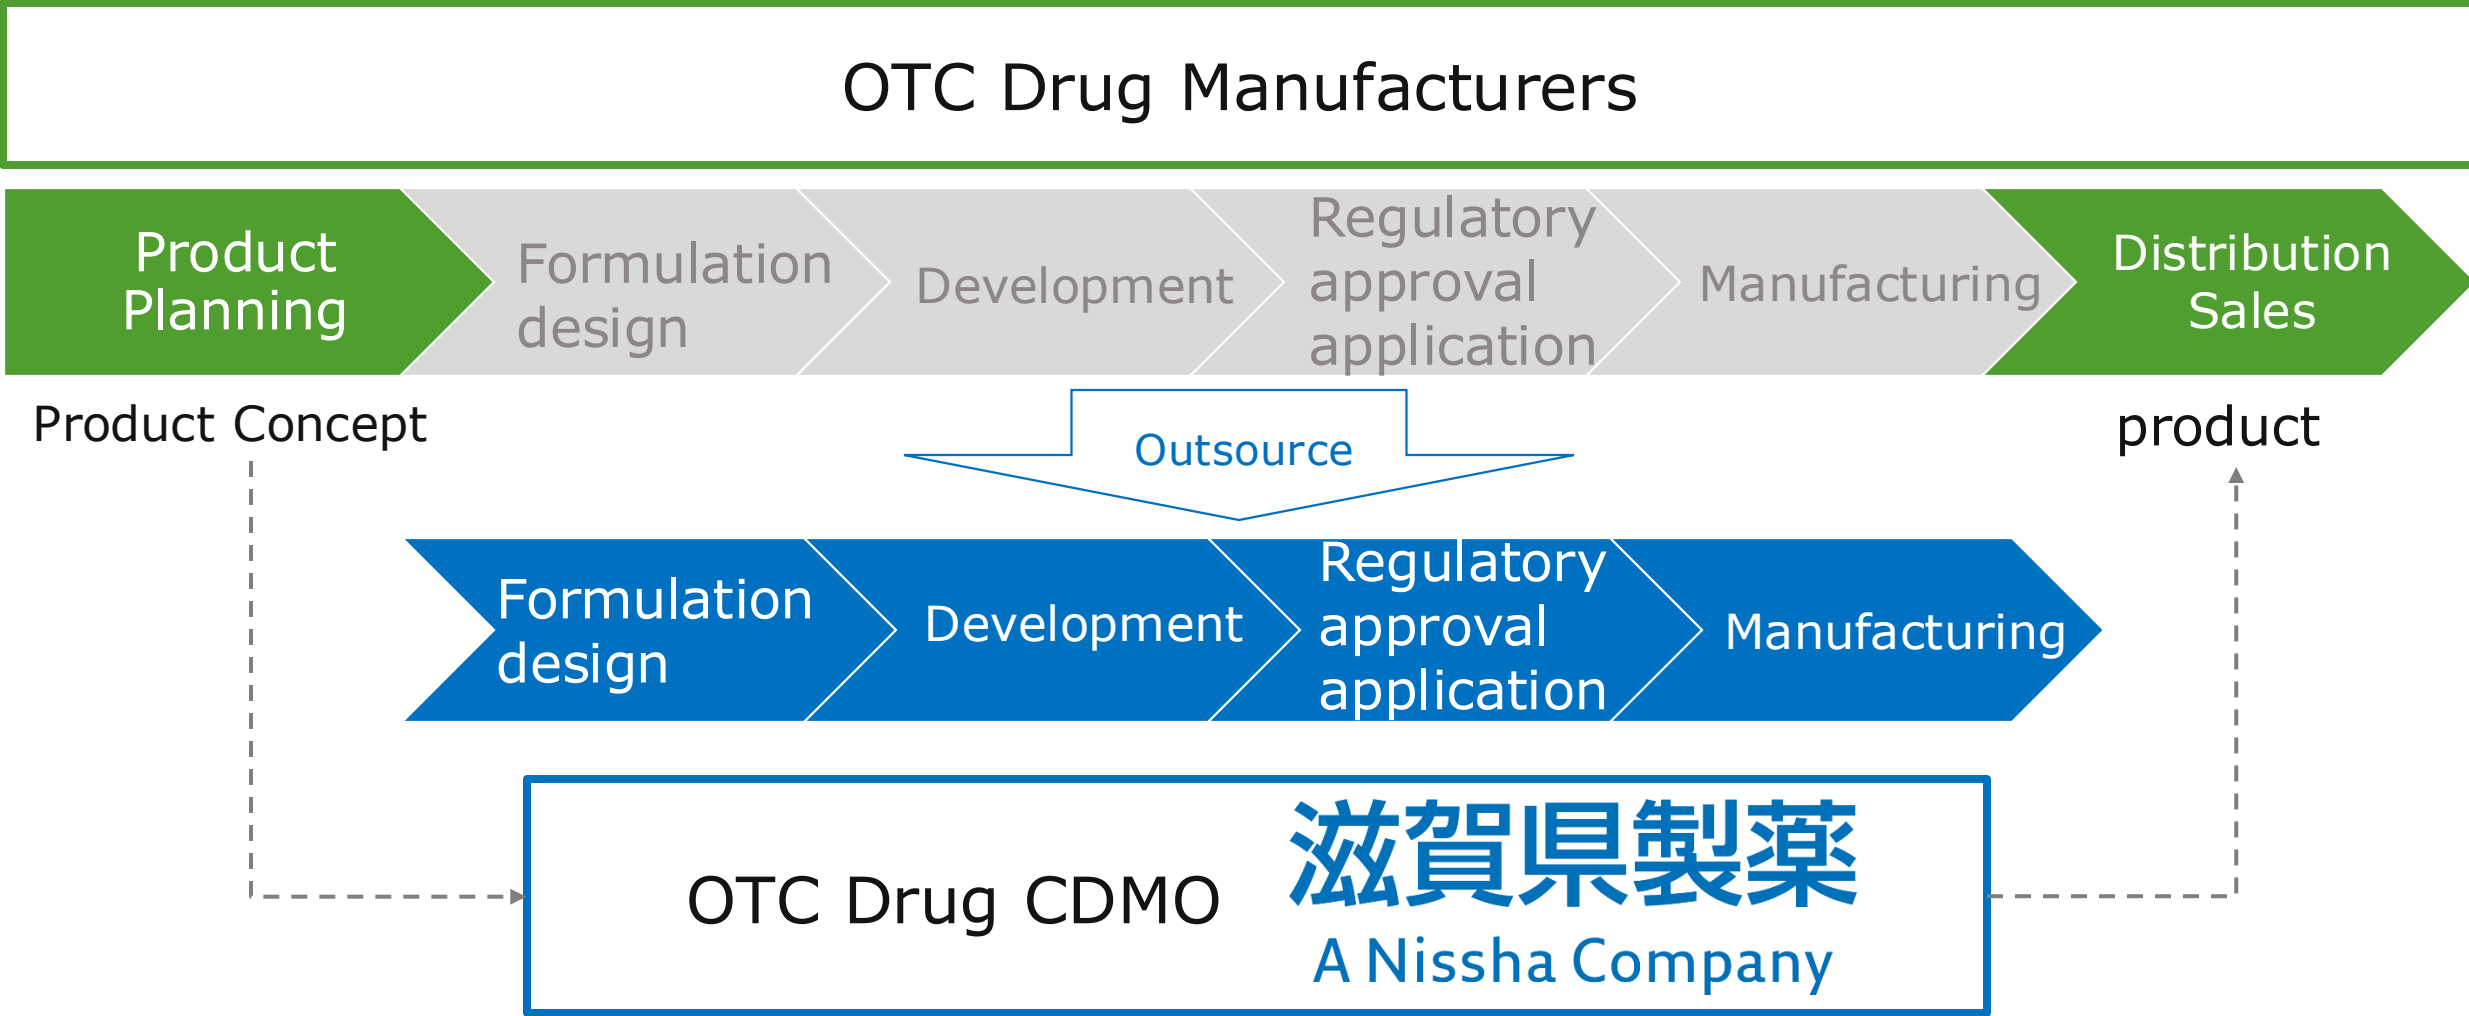 OTC Drug Manufacturers
Product
Planning
Formulation
design
Development
Regulatory
approval
application
Manufacturing
Distribution
Sales
Product Concept
Outsource
product
Formulation
design
Development
Regulatory
approval
application
Manufacturing
OTC Drug CDMO
滋賀県製薬
A Nissha Company